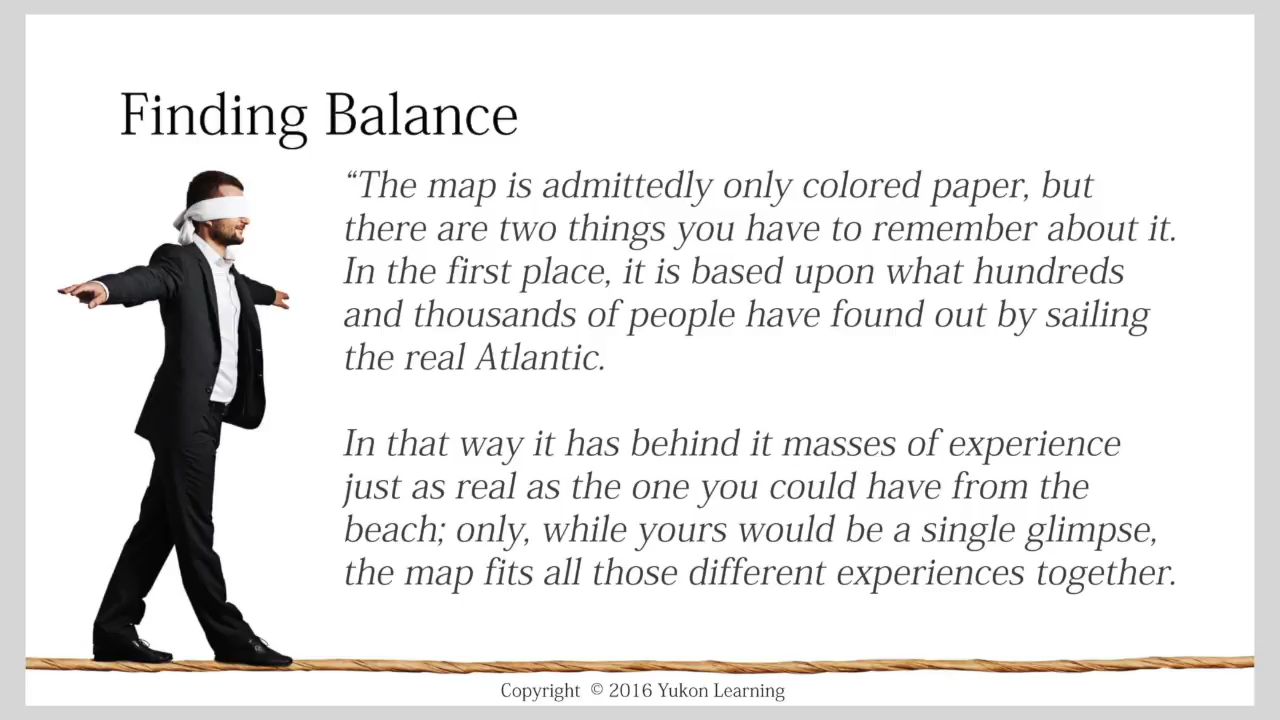 Finding Balance
“The map is admittedly only colored paper, but
there are two things you have to remember about it.
In the first place, it is based upon what hundreds
and thousands of people have found out by sailing
the real Atlantic.
In that way it has behind it masses of experience
just as real as the one you could have from the
beach; only, while yours would be a single glimpse,
the map fits all those different experiences together.
Copyright © 2016 Yukon Learning